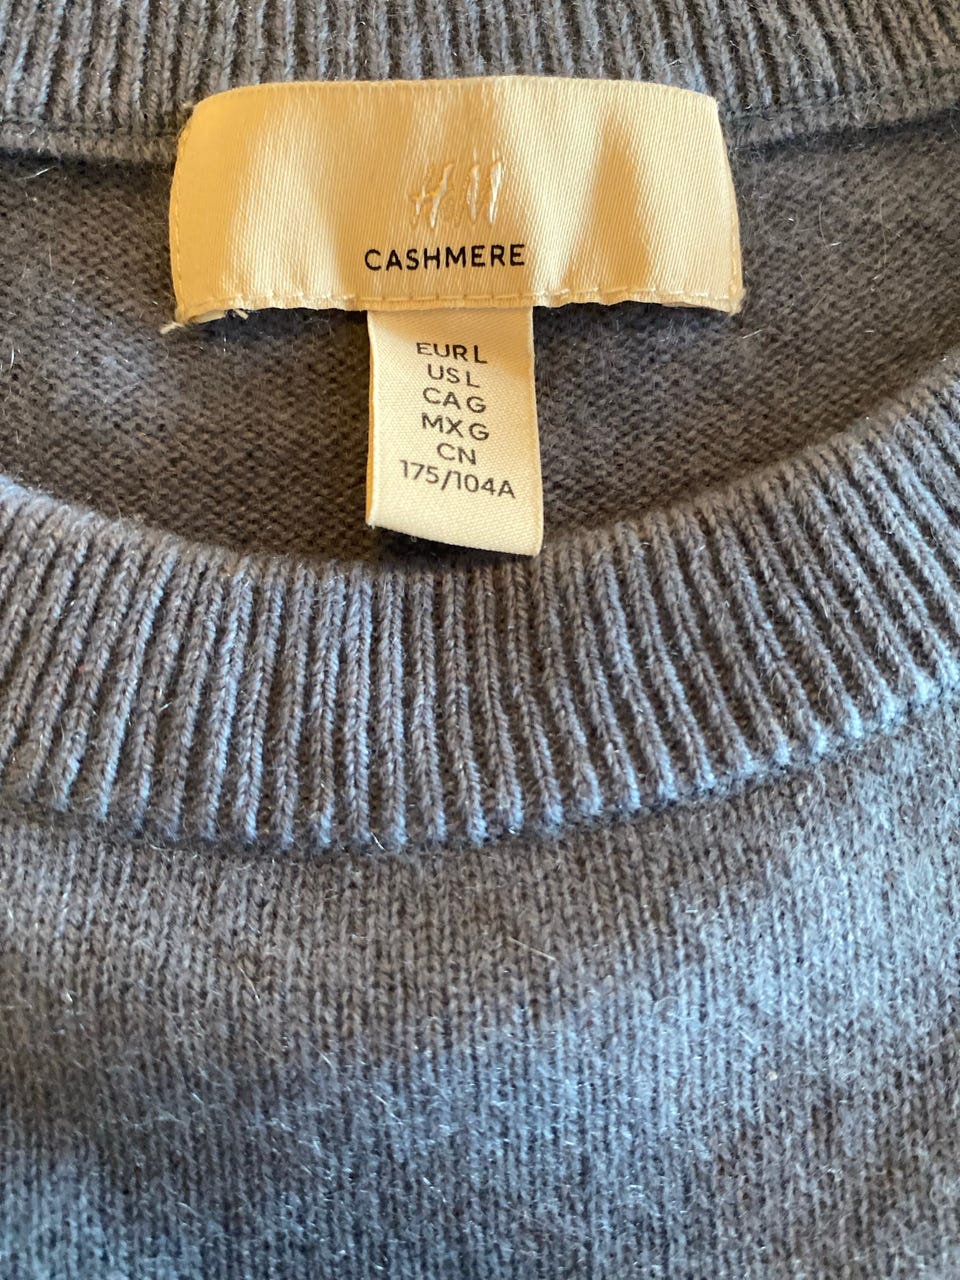 H&M
CASHMERE
EUR L
US L
CA G
MX G
CN
175/104A